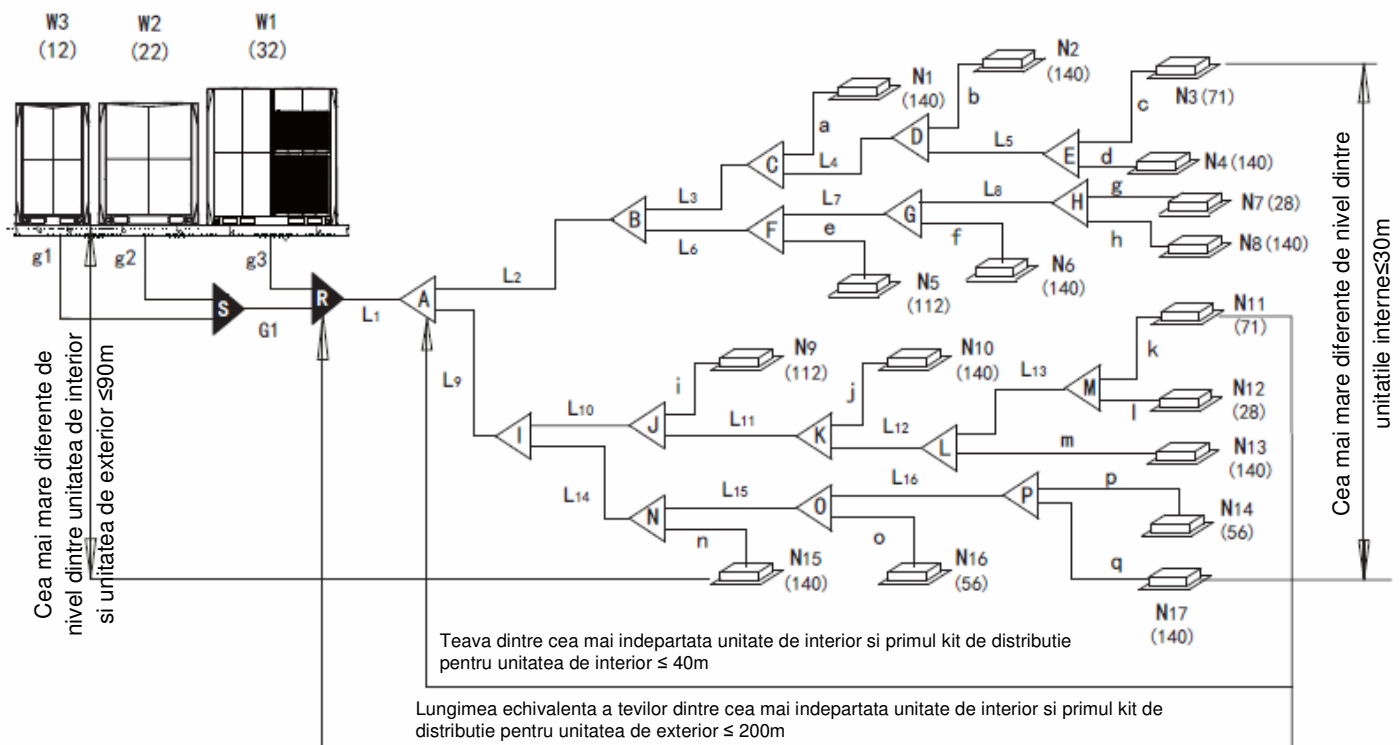 W3
(12)
W2
(22)
W1
(32)
g1
g2
g3
S
G1
R
L1
A
L2
L9
B
L3
L6
C
a
N1
(140)
L4
D
b
N2
(140)
L5
E
c
N3 (71)
d
N4 (140)
F
L7
e
N5
(112)
G
L8
f
N6
(140)
H
g
N7 (28)
h
N8 (140)
I
L10
L14
J
i
N9
(112)
L11
K
j
N10
(140)
L12
L
L13
M
k
N11
(71)
l
N12
(28)
m
N13
(140)
N
L15
n
N15
(140)
O
L16
o
N16
(56)
P
p
N14
(56)
q
N17
(140)
Cea mai mare diferente de
nivel dintre unitatea de interior
si unitatea de exterior ≤90m
Cea mai mare diferente de nivel dintre
unitatile interne≤30m
Teava dintre cea mai indepartata unitate de interior si primul kit de distributie
pentru unitatea de interior ≤ 40m
Lungimea echivalenta a tevilor dintre cea mai indepartata unitate de interior si primul kit de
distributie pentru unitatea de exterior ≤ 200m